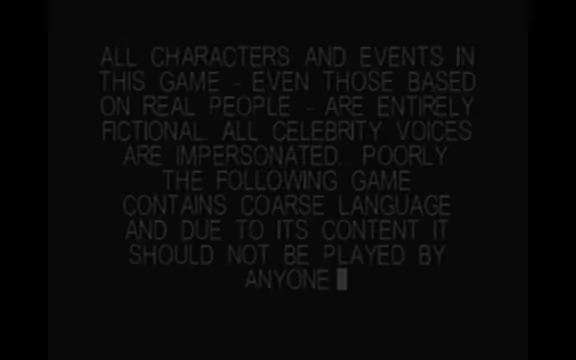 ALL CHARACTERS AND EVENTS IN
THIS GAME - EVEN THOSE BASED
ON REAL PEOPLE - ARE ENTIRELY
FICTIONAL. ALL CELEBRITY VOICES
ARE IMPERSONATED.. POORLY
THE FOLLOWING GAME
CONTAINS COARSE LANGUAGE
AND DUE TO ITS CONTENT IT
SHOULD NOT BE PLAYED BY
ANYONE